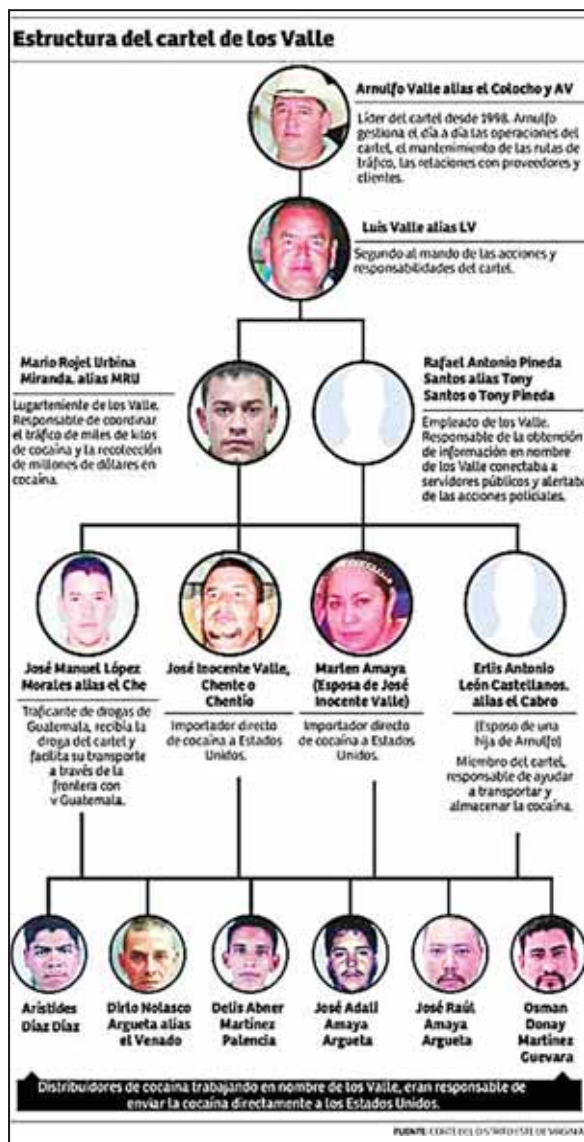 Estructura del cartel de los Valle
Arnulfo Valle alias el Colocho y AV
Líder del cartel desde 1998. Arnulfo
gestiona el día a día las operaciones del
cartel, el mantenimiento de las rutas de
tráfico, las relaciones con proveedores y
clientes.
Luis Valle alias LV
Segundo al mando de las acciones y
responsabilidades del cartel.
Mario Rojel Urbina
Miranda, alias MRU
Lugarteniente de los Valle.
Responsable de coordinar
el tráfico de miles de kilos
de cocaína y la recolección
de millones de dólares en
cocaína.
Rafael Antonio Pineda
Santos alias Tony
Santos o Tony Pineda
Empleado de los Valle.
Responsable de la obtención
de información en nombre
de los Valle conectaba a
servidores públicos y alertaba
de las acciones policiales.
José Manuel López
Morales alias el Che
Traficante de drogas de
Guatemala, recibía la
droga del cartel y
facilita su transporte
a través de la
frontera con
v Guatemala.
José Inocente Valle,
Chente o
Chentío
Importador directo
de cocaína a Estados
Unidos.
Marlen Amaya
(Esposa de José
Inocente Valle)
Importador directo
de cocaína a Estados
Unidos.
Erlis Antonio
León Castellanos,
alias el Cabro
(Esposo de una
hija de Arnulfo)
Miembro del cartel,
responsable de ayudar
a transportar y
almacenar la cocaína.
Arístides
Díaz Díaz
Dirlo Nolasco
Argueta alias
el Venado
Delis Abner
Martínez
Palencia
José Adali
Amaya
Argueta
José Raúl
Amaya
Argueta
Osman
Donay
Martínez
Guevara
Distribuidores de cocaína trabajando en nombre de los Valle, eran responsable de
enviar la cocaína directamente a los Estados Unidos.
FUENTE: CORTE DEL DISTRITO ESTE DE VIRGINIA